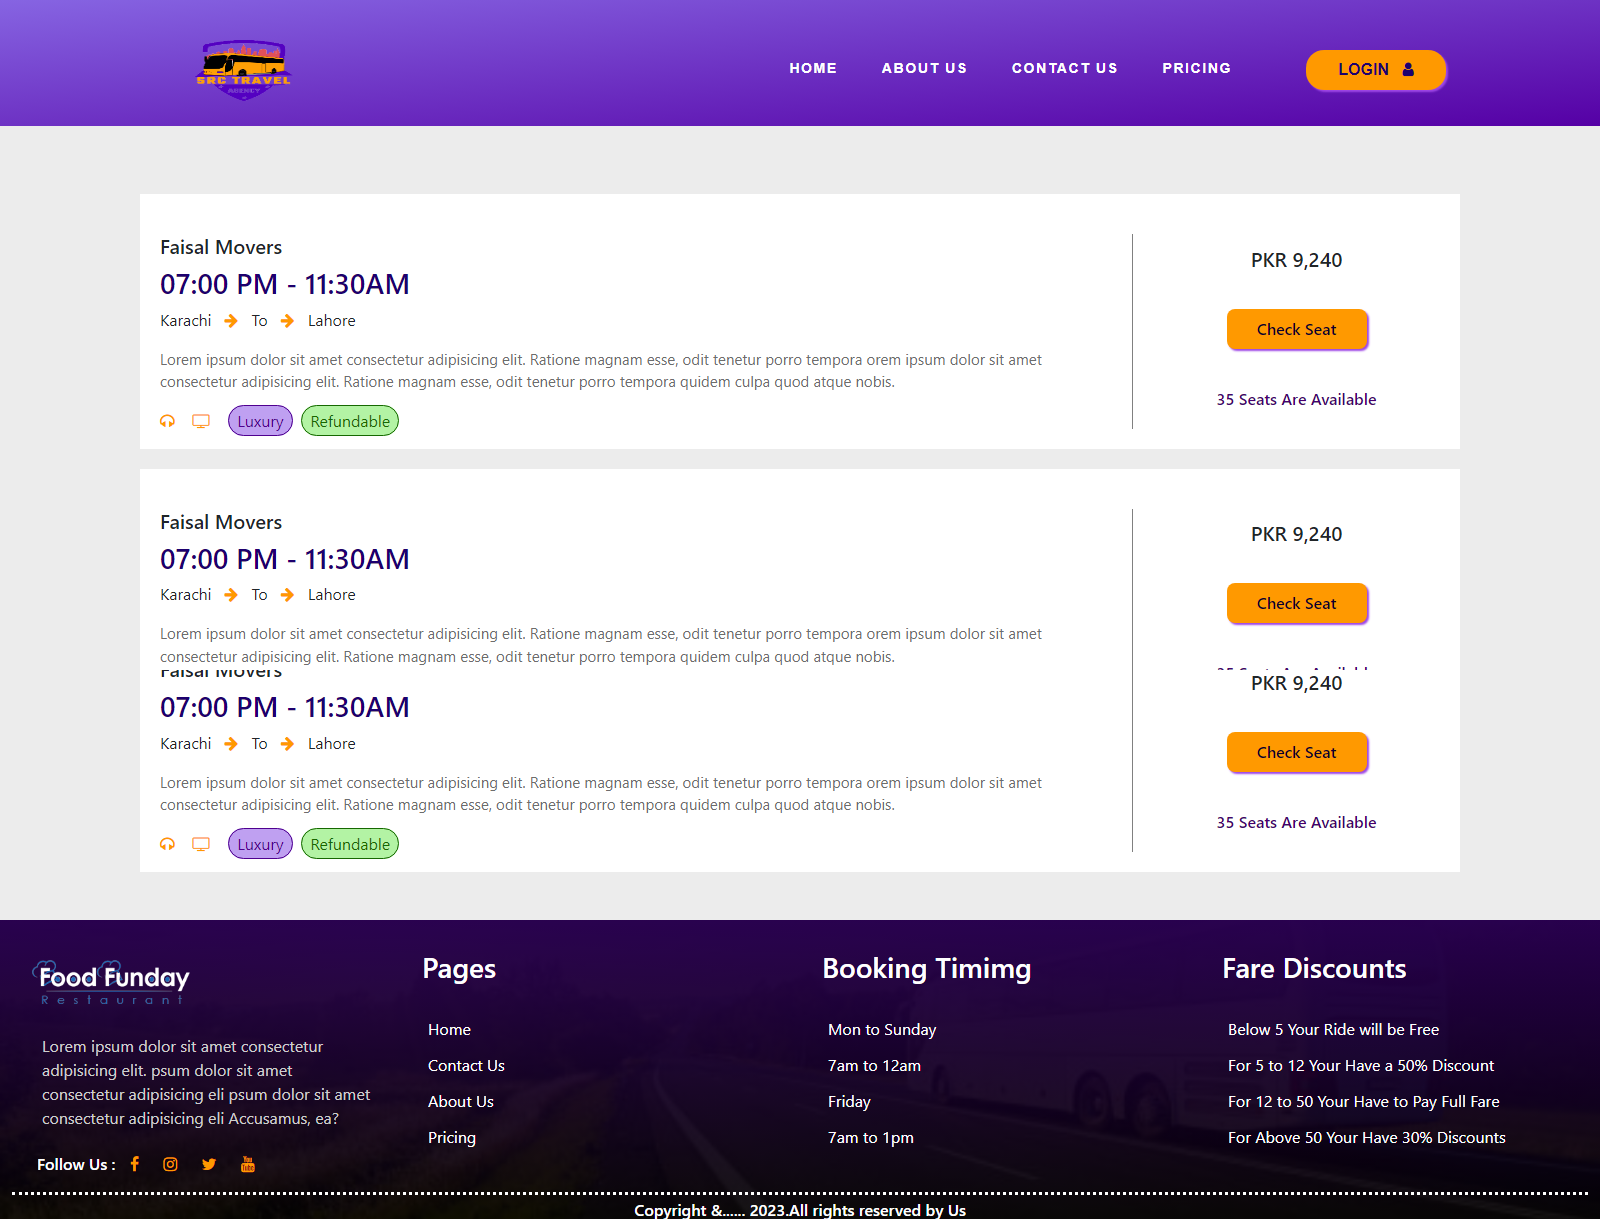 SRC TRAVEL
AGENCY
HOME ABOUT US CONTACT US PRICING LOGIN
Faisal Movers
07:00 PM - 11:30AM
Karachi To Lahore
Lorem ipsum dolor sit amet consectetur adipisicing elit. Ratione magnam esse, odit tenetur porro tempora orem ipsum dolor sit amet
consectetur adipisicing elit. Ratione magnam esse, odit tenetur porro tempora quidem culpa quod atque nobis.
Luxury Refundable
PKR 9,240
Check Seat
35 Seats Are Available
Faisal Movers
07:00 PM - 11:30AM
Karachi To Lahore
Lorem ipsum dolor sit amet consectetur adipisicing elit. Ratione magnam esse, odit tenetur porro tempora orem ipsum dolor sit amet
consectetur adipisicing elit. Ratione magnam esse, odit tenetur porro tempora quidem culpa quod atque nobis.
PKR 9,240
Check Seat
35 Seats Are Available
Faisal Movers
07:00 PM - 11:30AM
Karachi To Lahore
Lorem ipsum dolor sit amet consectetur adipisicing elit. Ratione magnam esse, odit tenetur porro tempora orem ipsum dolor sit amet
consectetur adipisicing elit. Ratione magnam esse, odit tenetur porro tempora quidem culpa quod atque nobis.
Luxury Refundable
PKR 9,240
Check Seat
35 Seats Are Available
Food Funday
Restaurant
Lorem ipsum dolor sit amet consectetur
adipisicing elit. psum dolor sit amet
consectetur adipisicing eli psum dolor sit amet
consectetur adipisicing eli Accusamus, ea?
Follow Us :
You
Tube
Pages
Home
Contact Us
About Us
Pricing
Booking Timimg
Mon to Sunday
7am to 12am
Friday
7am to 1pm
Fare Discounts
Below 5 Your Ride will be Free
For 5 to 12 Your Have a 50% Discount
For 12 to 50 Your Have to Pay Full Fare
For Above 50 Your Have 30% Discounts
Copyright &...... 2023.All rights reserved by Us